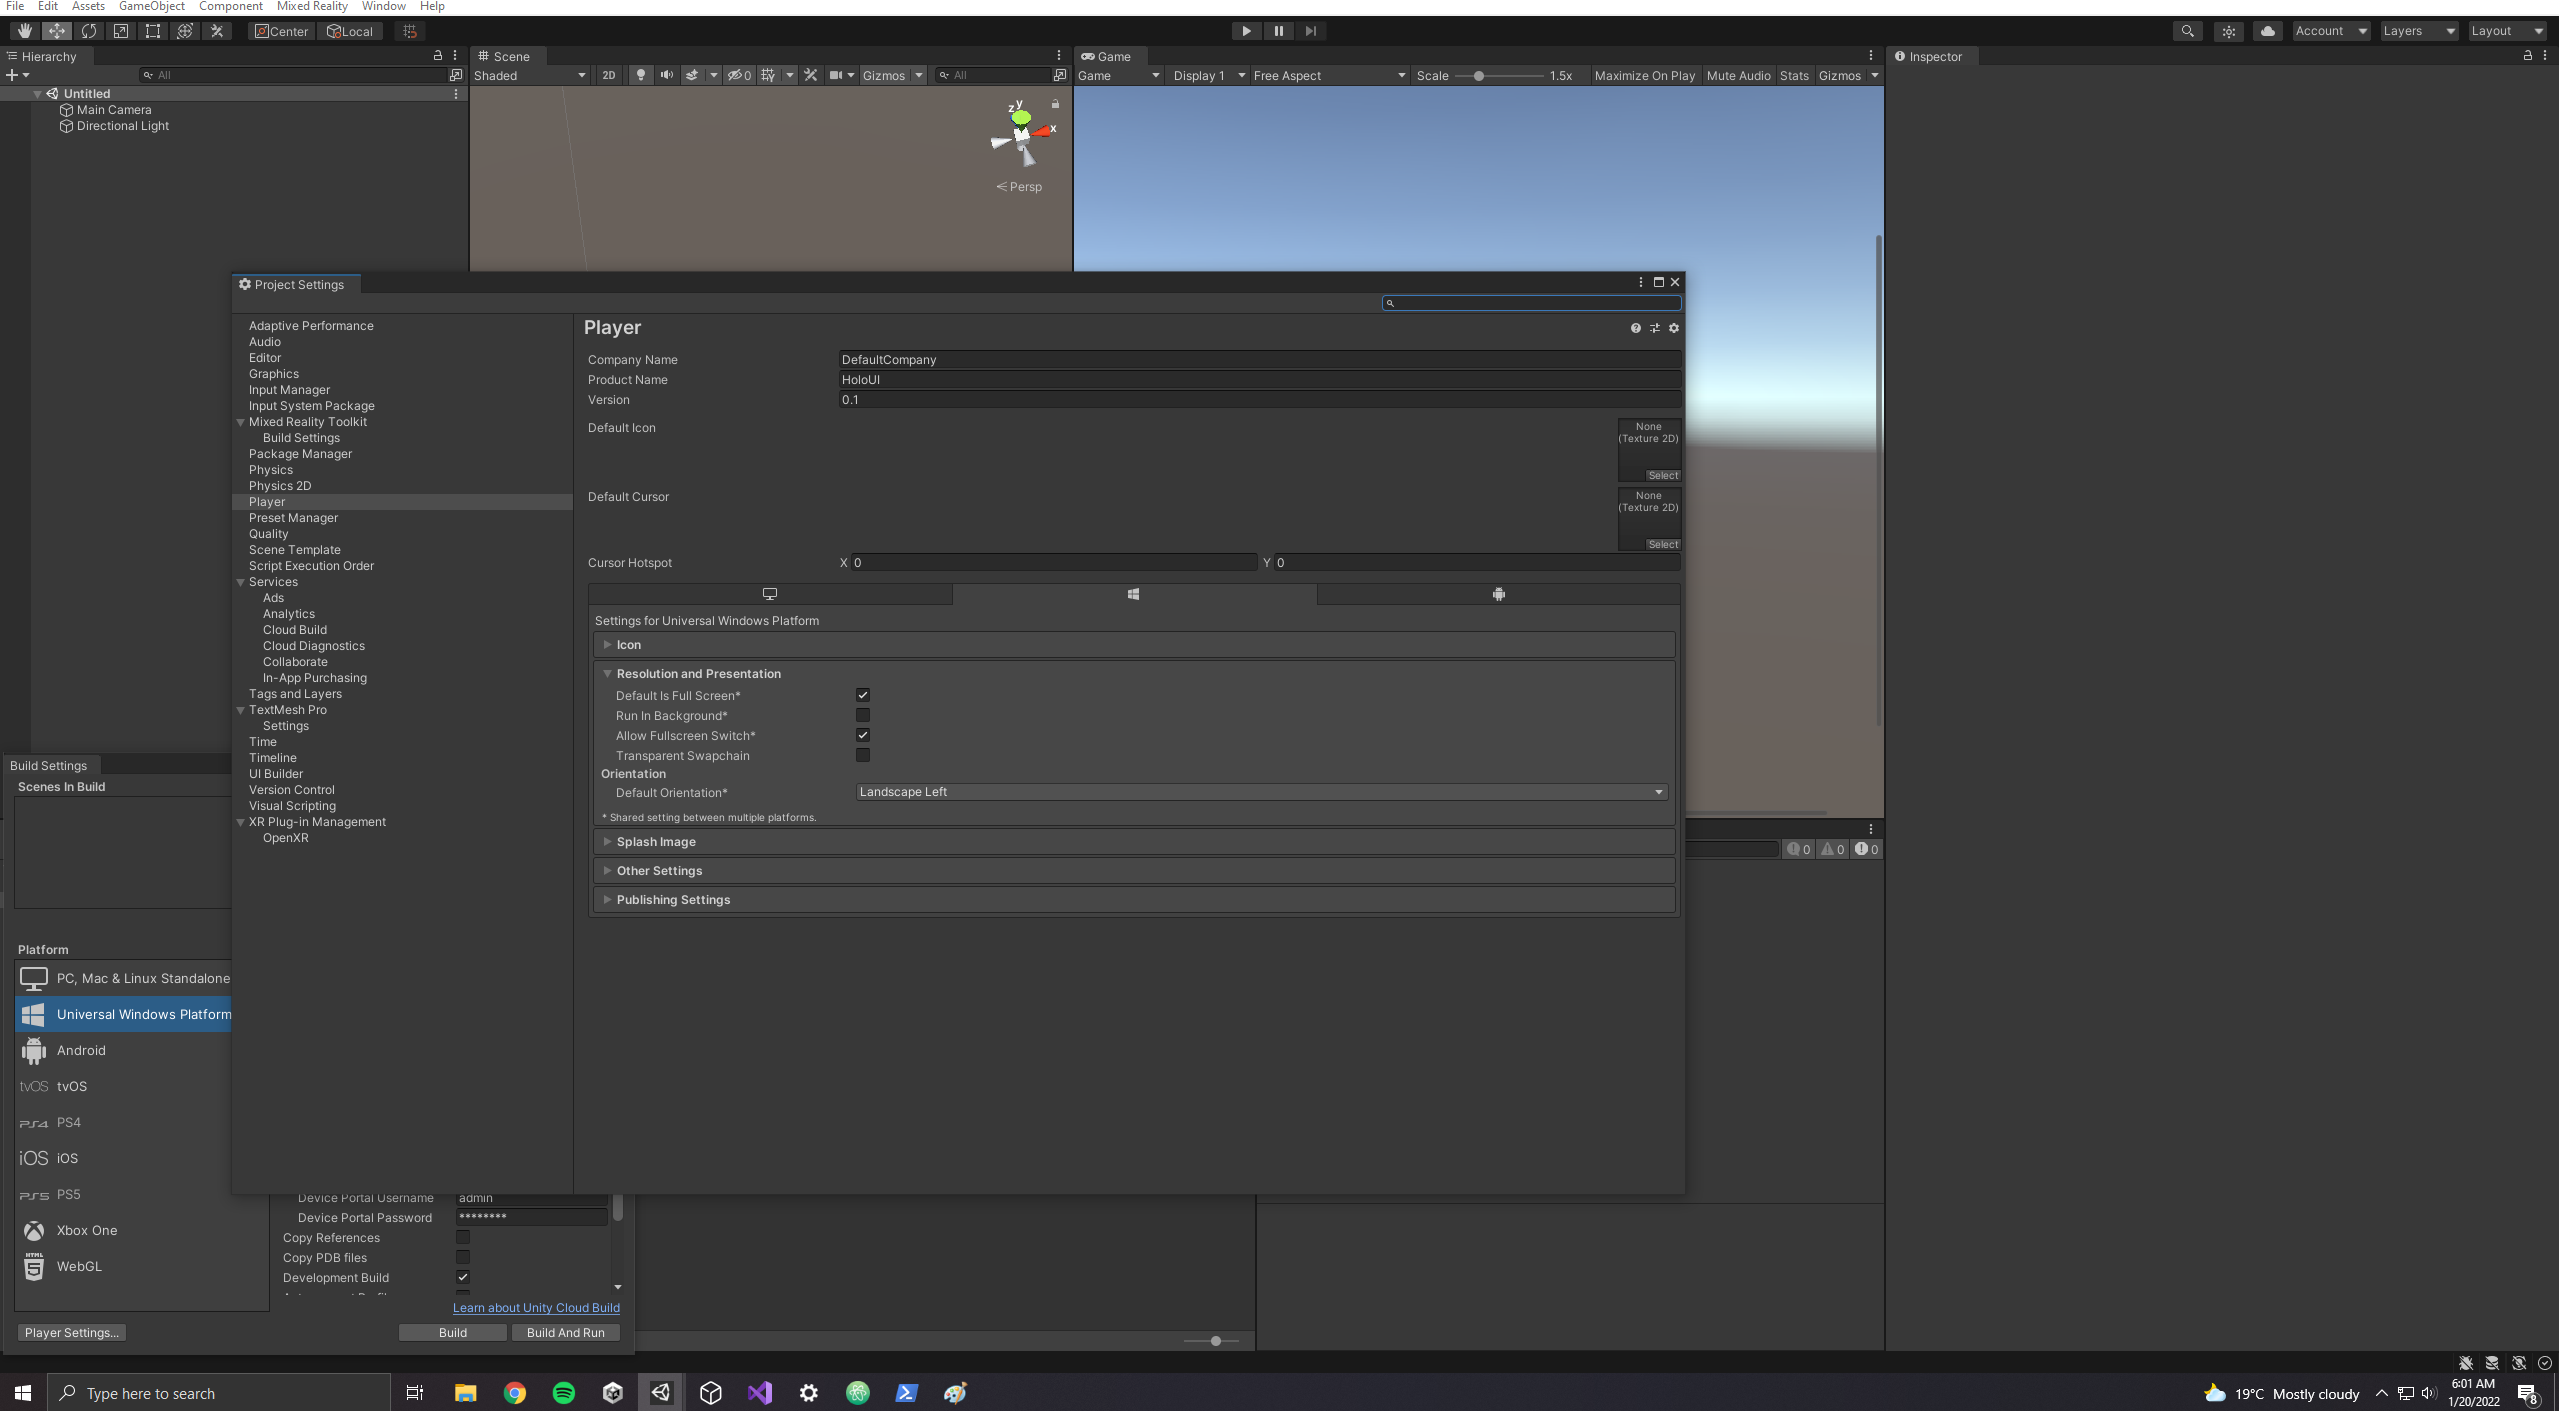 File Edit Assets GameObject Component Mixed Reality Window Help
Center Local
Account Layers Layout
Hierarchy
All
Untitled
Main Camera
Directional Light
Scene
Shaded 2D 0 Gizmos All
y
z
x
Persp
Game
Game Display 1 Free Aspect Scale 1.5x Maximize On Play Mute Audio Stats Gizmos
Inspector
Project Settings
Adaptive Performance
Audio
Editor
Graphics
Input Manager
Input System Package
Mixed Reality Toolkit
Build Settings
Package Manager
Physics
Physics 2D
Player
Preset Manager
Quality
Scene Template
Script Execution Order
Services
Ads
Analytics
Cloud Build
Cloud Diagnostics
Collaborate
In-App Purchasing
Tags and Layers
TextMesh Pro
Settings
Time
Timeline
UI Builder
Version Control
Visual Scripting
XR Plug-in Management
OpenXR
Player
Company Name DefaultCompany
Product Name HoloUI
Version 0.1
Default Icon
None
(Texture 2D)
Select
Default Cursor
None
(Texture 2D)
Select
Cursor Hotspot X 0 Y 0
Settings for Universal Windows Platform
Icon
Resolution and Presentation
Default Is Full Screen*
Run In Background*
Allow Fullscreen Switch*
Transparent Swapchain
Orientation
Default Orientation* Landscape Left
* Shared setting between multiple platforms.
Splash Image
Other Settings
Publishing Settings
0 0 0
Build Settings
Scenes In Build
Platform
PC, Mac & Linux Standalone
Universal Windows Platform
Android
tvOS tvOS
PS4 PS4
iOS iOS
PS5 PS5
Xbox One
HTML 5 WebGL
Device Portal Username admin
Device Portal Password ********
Copy References
Copy PDB files
Development Build
Learn about Unity Cloud Build
Player Settings... Build Build And Run
Type here to search
19°C Mostly cloudy
6:01 AM
1/20/2022
8